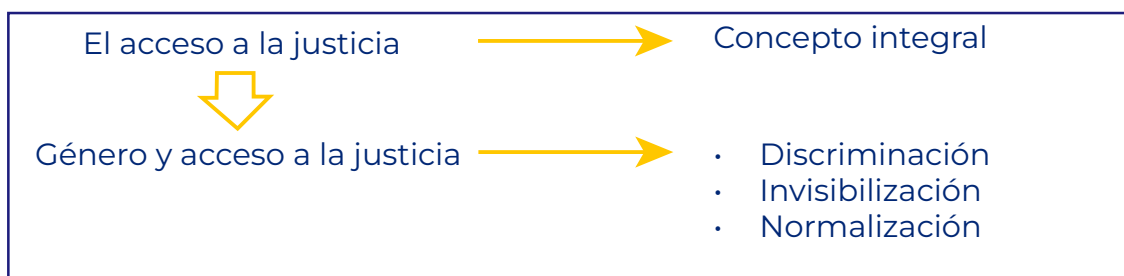 El acceso a la justicia
Concepto integral
Género y acceso a la justicia
· Discriminación
· Invisibilización
· Normalización